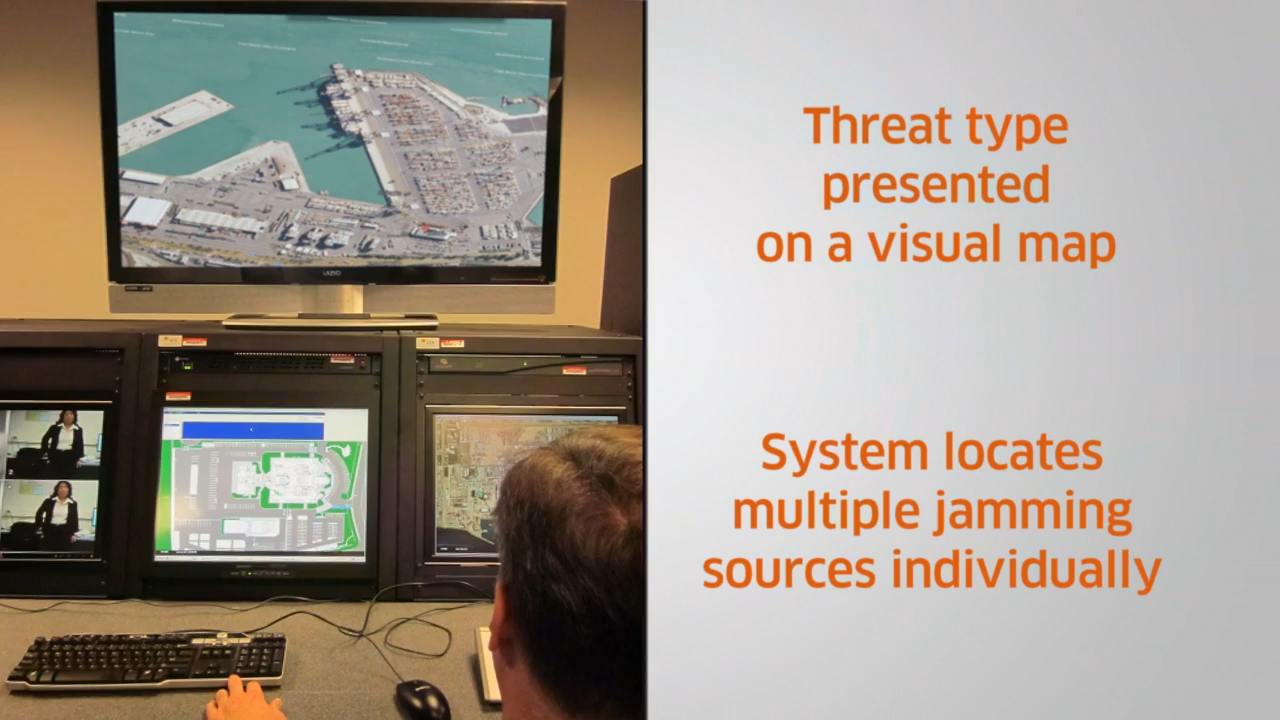 VIZIO
Threat type
presented
on a visual map
System locates
multiple jamming
sources individually